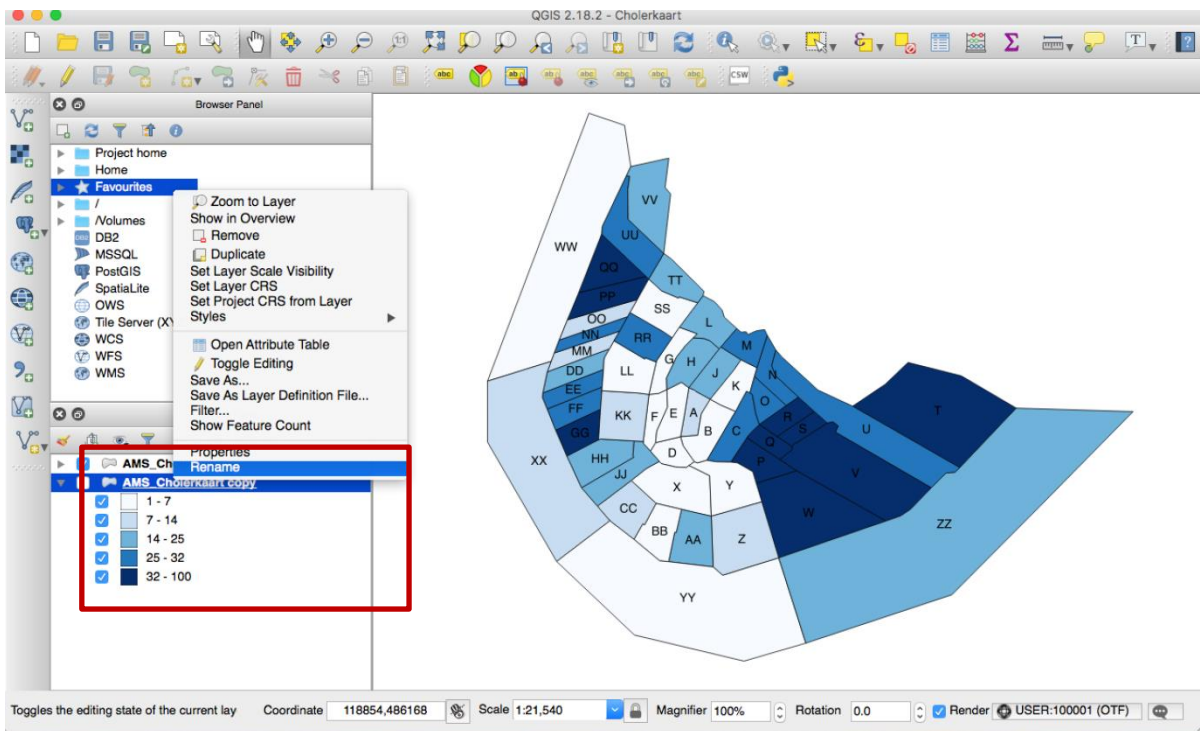 QGIS 2.18.2 - Cholerkaart
Browser Panel
Project home
Home
Favourites
/
/Volumes
DB2
MSSQL
PostGIS
SpatiaLite
OWS
Tile Server (XY
WCS
WFS
WMS
Zoom to Layer
Show in Overview
Remove
Duplicate
Set Layer Scale Visibility
Set Layer CRS
Set Project CRS from Layer
Styles
Open Attribute Table
Toggle Editing
Save As...
Save As Layer Definition File...
Filter...
Show Feature Count
Properties
Rename
AMS_Ch
AMS_Cholerkaart copy
1 - 7
7 - 14
14 - 25
25 - 32
32 - 100
VV
UU
WW
QQ
TT
PP
SS
OO
L
NN
RR
M
MM
G
H
DD
LL
J
N
K
EE
O
FF
KK
F
E
A
R
T
GG
B
C
S
U
Q
D
HH
XX
P
V
JJ
X
Y
CC
W
BB
AA
Z
ZZ
YY
Toggles the editing state of the current lay
Coordinate 118854,486168
Scale 1:21,540
Magnifier 100%
Rotation 0.0
Render
USER:100001 (OTF)